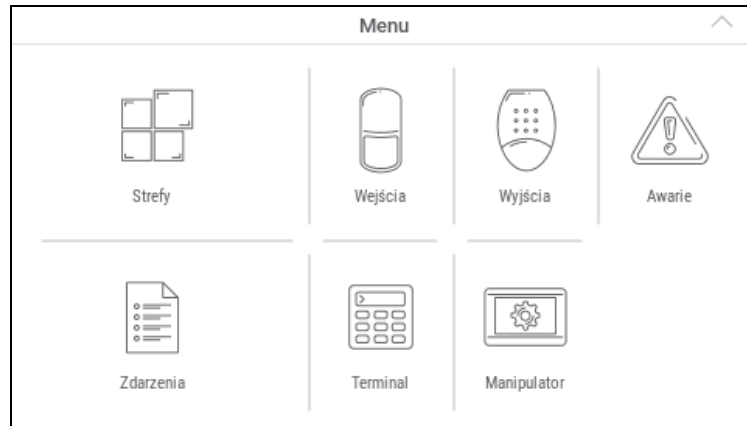 Menu
Strefy
Wejścia
Wyjścia
Awarie
Zdarzenia
Terminal
Manipulator